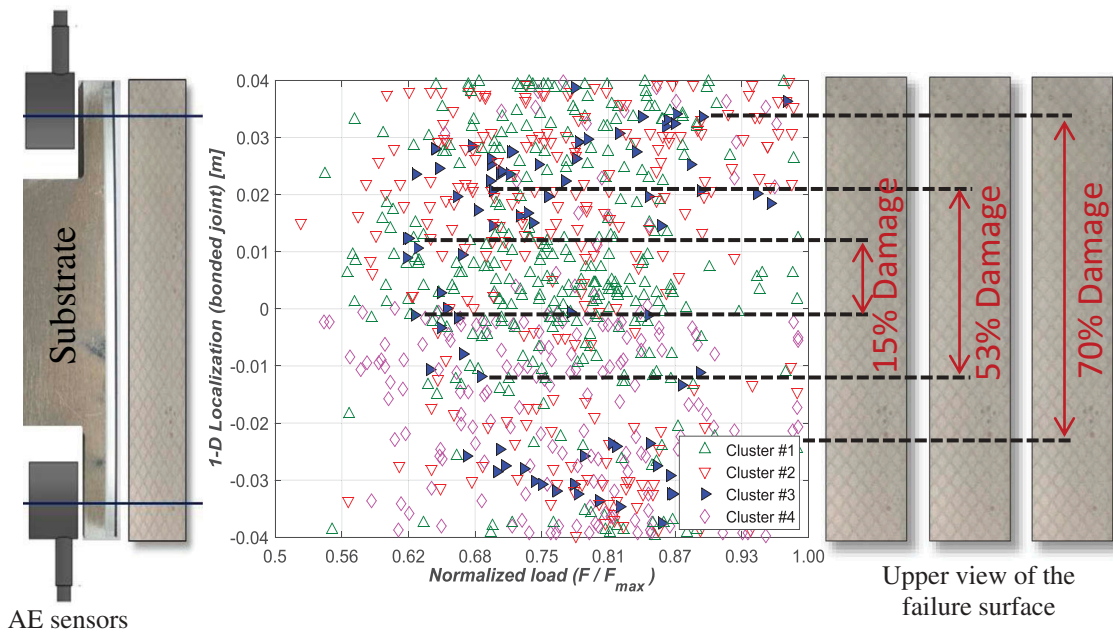 Substrate
AE sensors
1-D Localization (bonded joint) [m]
0.04
0.03
0.02
0.01
0
-0.01
-0.02
-0.03
-0.04
0.5 0.56 0.62 0.68 0.75 0.81 0.87 0.93 1.00
Normalized load (F / Fmax)
Cluster #1
Cluster #2
Cluster #3
Cluster #4
15% Damage
53% Damage
70% Damage
Upper view of the
failure surface